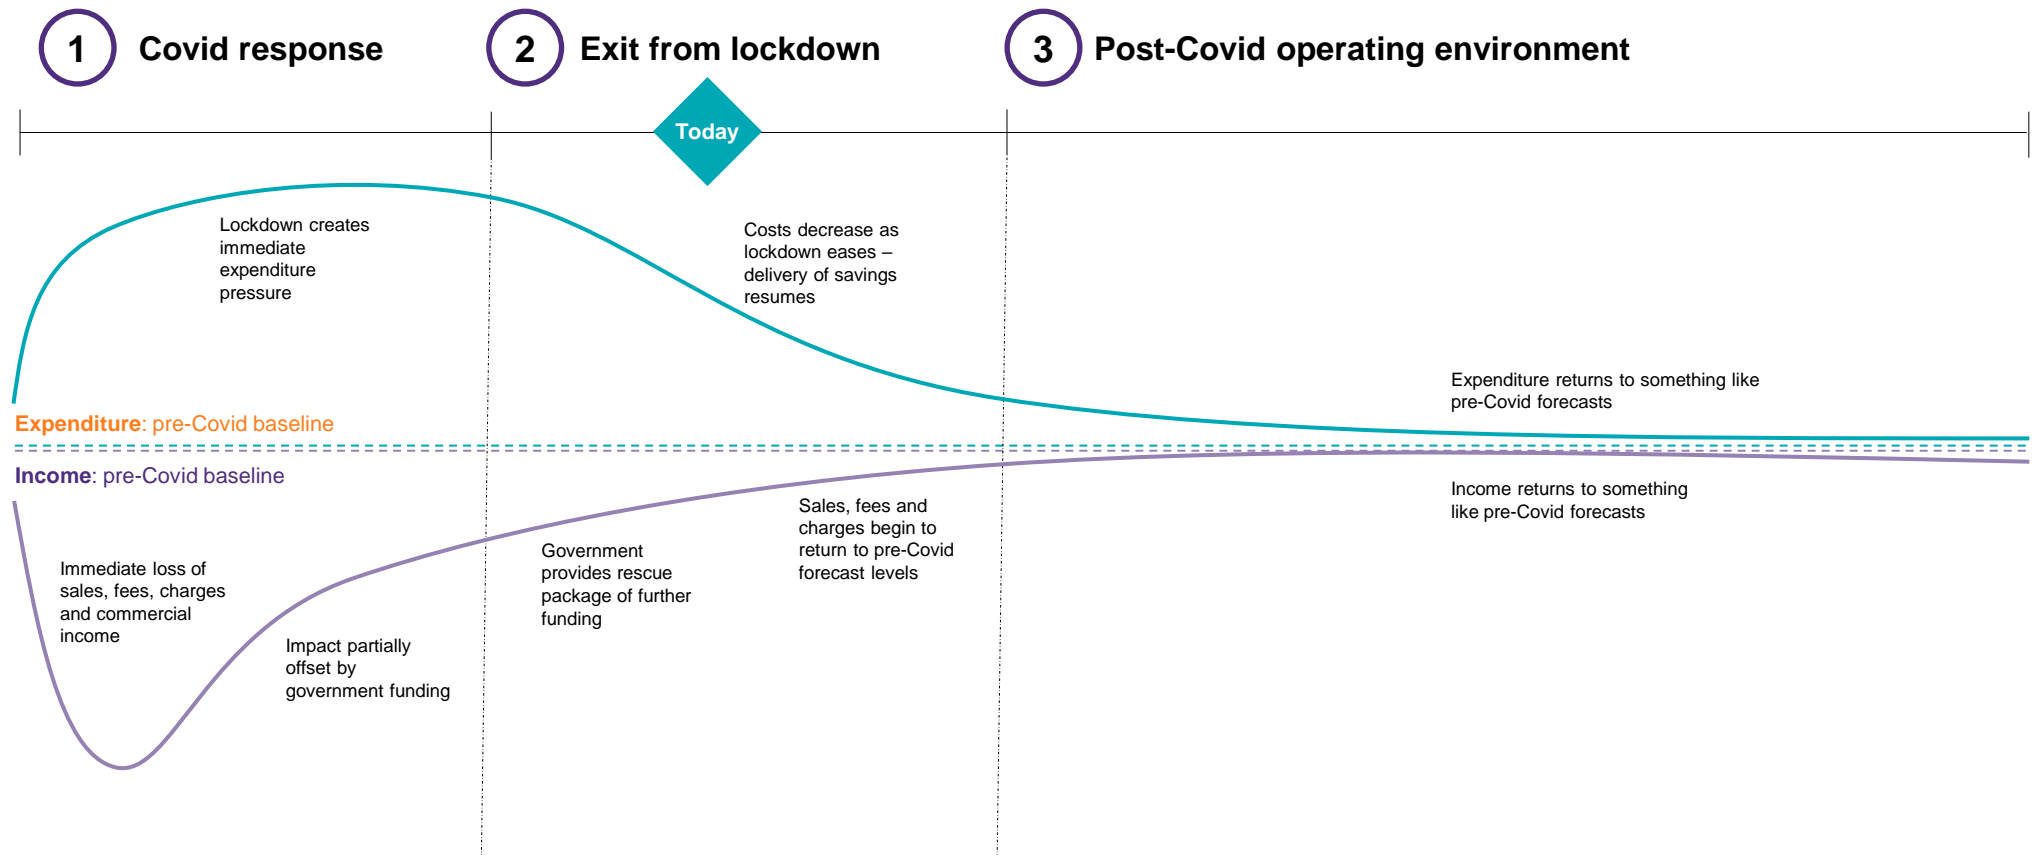 1
Covid response
2
Exit from lockdown
3
Post-Covid operating environment
Today
Lockdown creates
immediate
expenditure
pressure
Costs decrease as
lockdown eases –
delivery of savings
resumes
Expenditure returns to something like
pre-Covid forecasts
Expenditure: pre-Covid baseline
Income: pre-Covid baseline
Immediate loss of
sales, fees, charges
and commercial
income
Impact partially
offset by
government funding
Government
provides rescue
package of further
funding
Sales, fees and
charges begin to
return to pre-Covid
forecast levels
Income returns to something
like pre-Covid forecasts